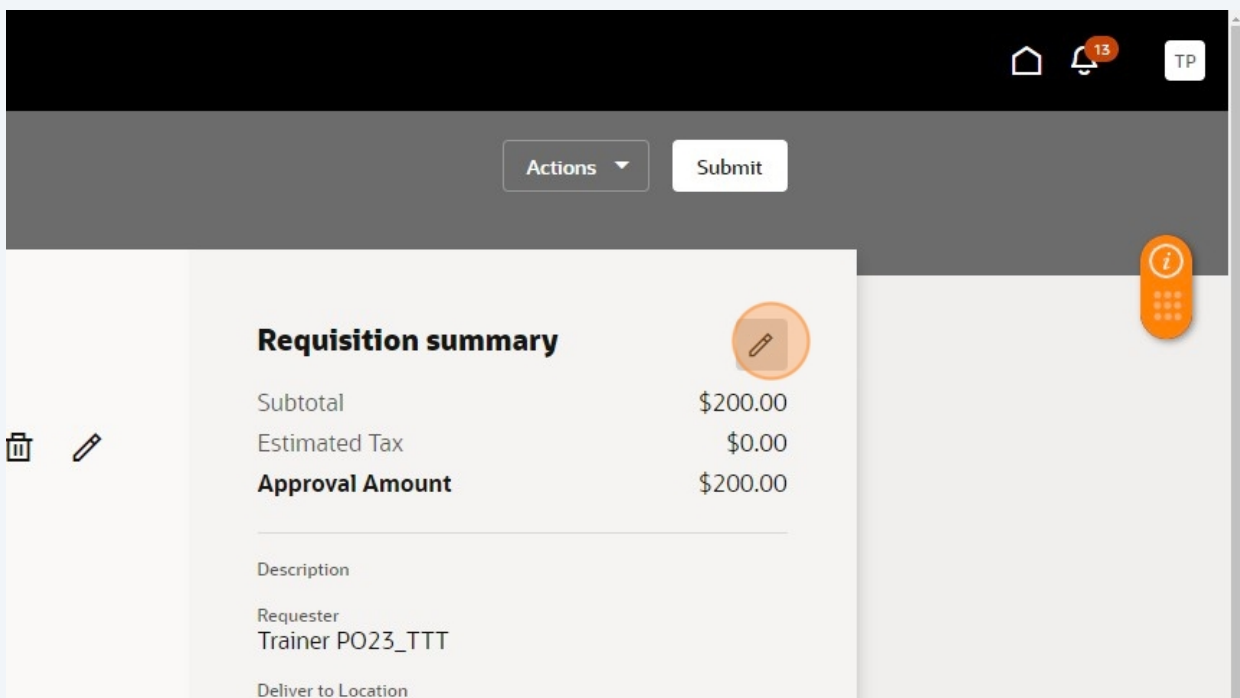 13
TP
Actions
Submit
Requisition summary
Subtotal $200.00
Estimated Tax $0.00
Approval Amount $200.00
Description
Requester
Trainer PO23_TTT
Deliver to Location